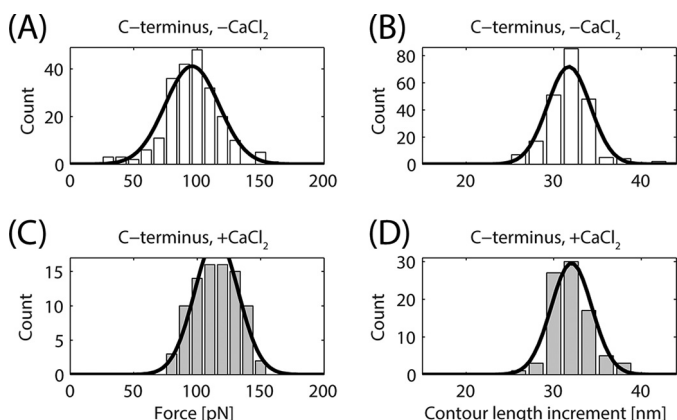 (A)
C−terminus, −CaCl₂
Count
40
20
0
0 50 100 150 200
(B)
C−terminus, −CaCl₂
Count
80
60
40
20
0
20 30 40
(C)
C−terminus, +CaCl₂
Count
15
10
5
0
0 50 100 150 200
Force [pN]
(D)
C−terminus, +CaCl₂
Count
30
20
10
0
20 30 40
Contour length increment [nm]